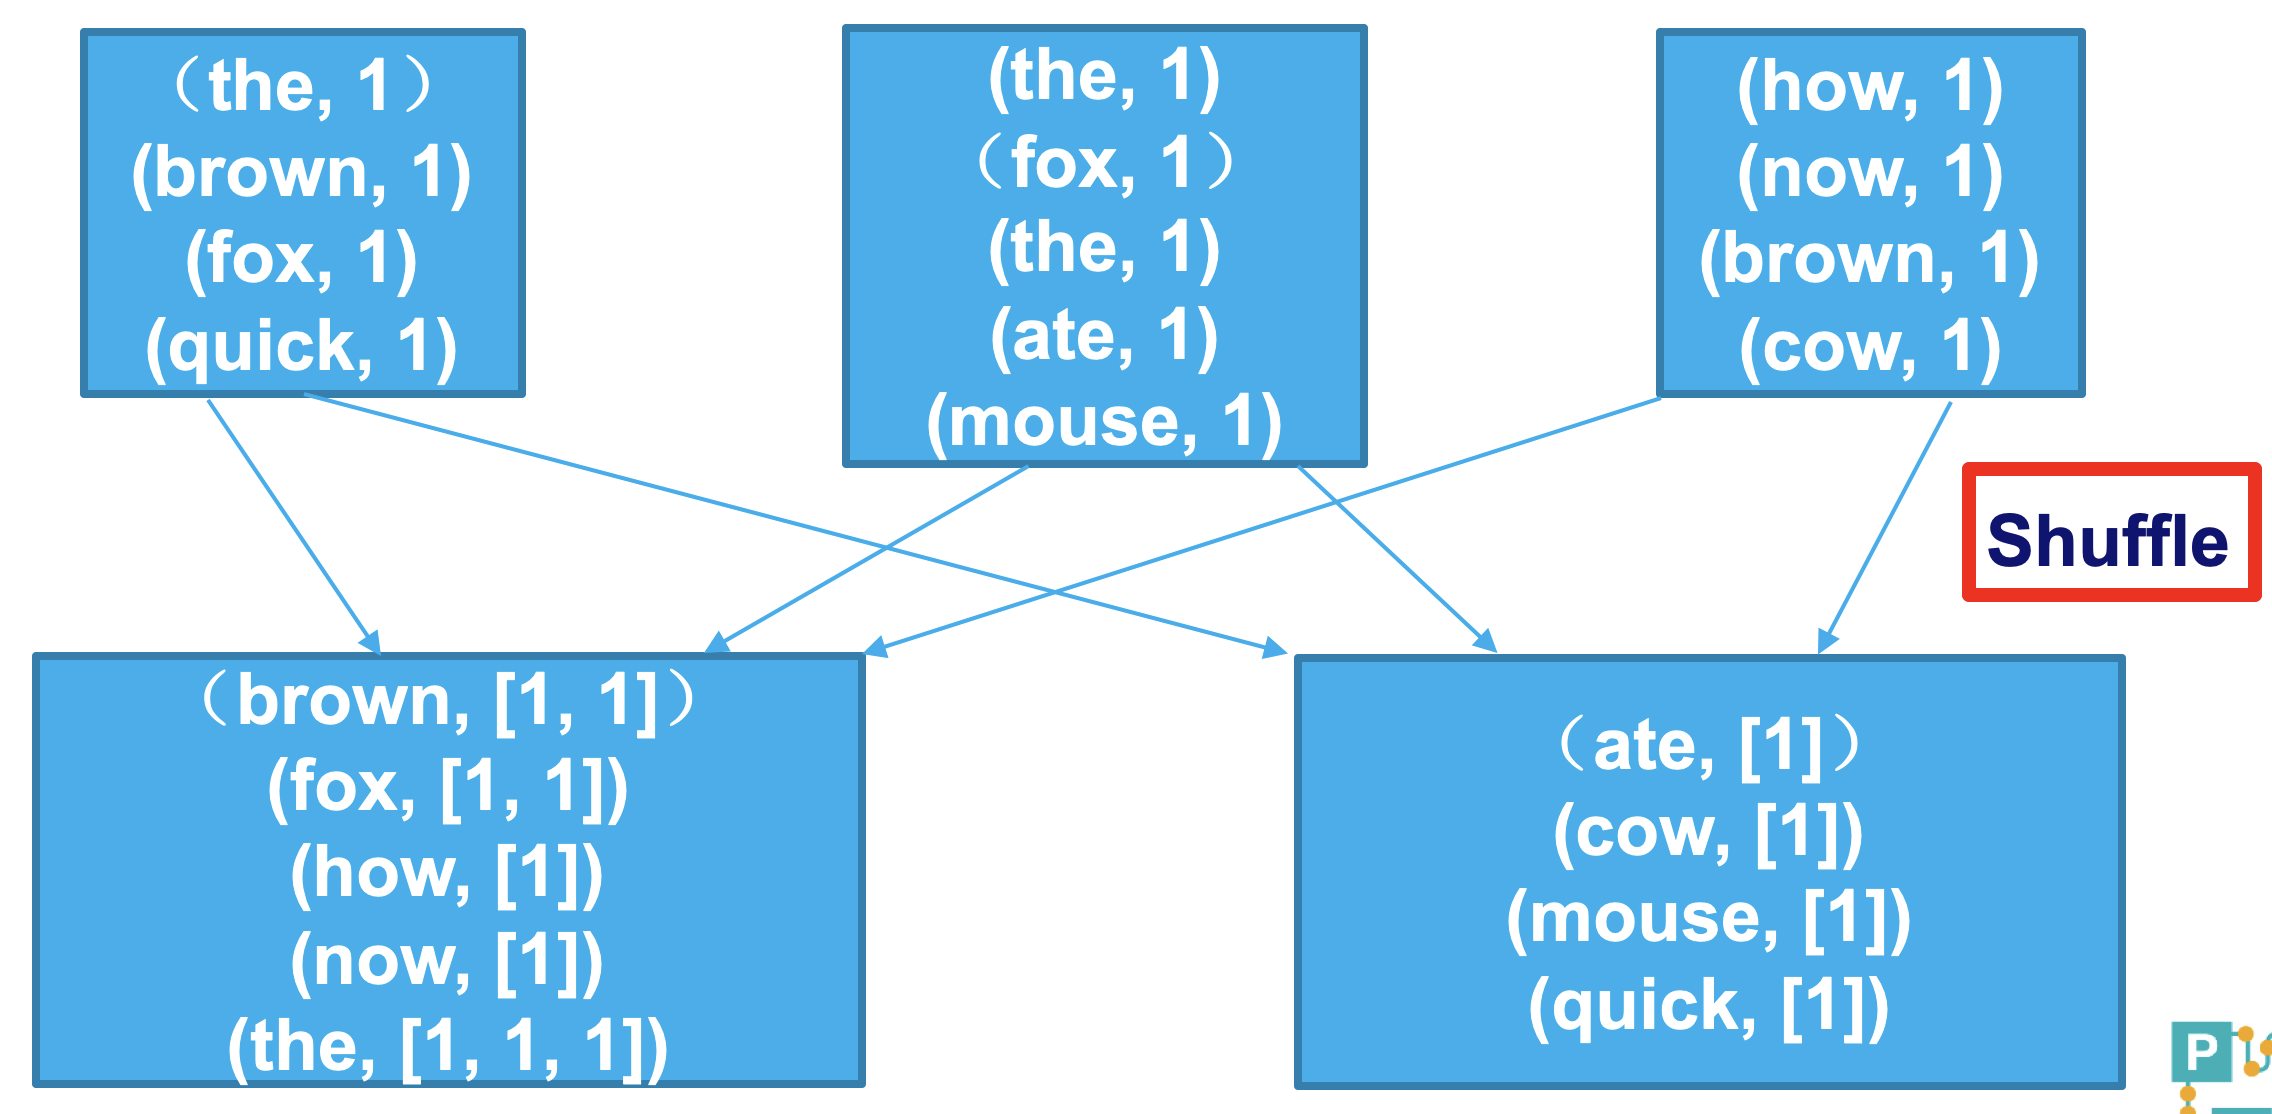 （the, 1）
(brown, 1)
(fox, 1)
(quick, 1)
(the, 1)
（fox, 1）
(the, 1)
(ate, 1)
(mouse, 1)
(how, 1)
(now, 1)
(brown, 1)
(cow, 1)
Shuffle
（brown, [1, 1]）
(fox, [1, 1])
(how, [1])
(now, [1])
(the, [1, 1, 1])
（ate, [1]）
(cow, [1])
(mouse, [1])
(quick, [1])
P